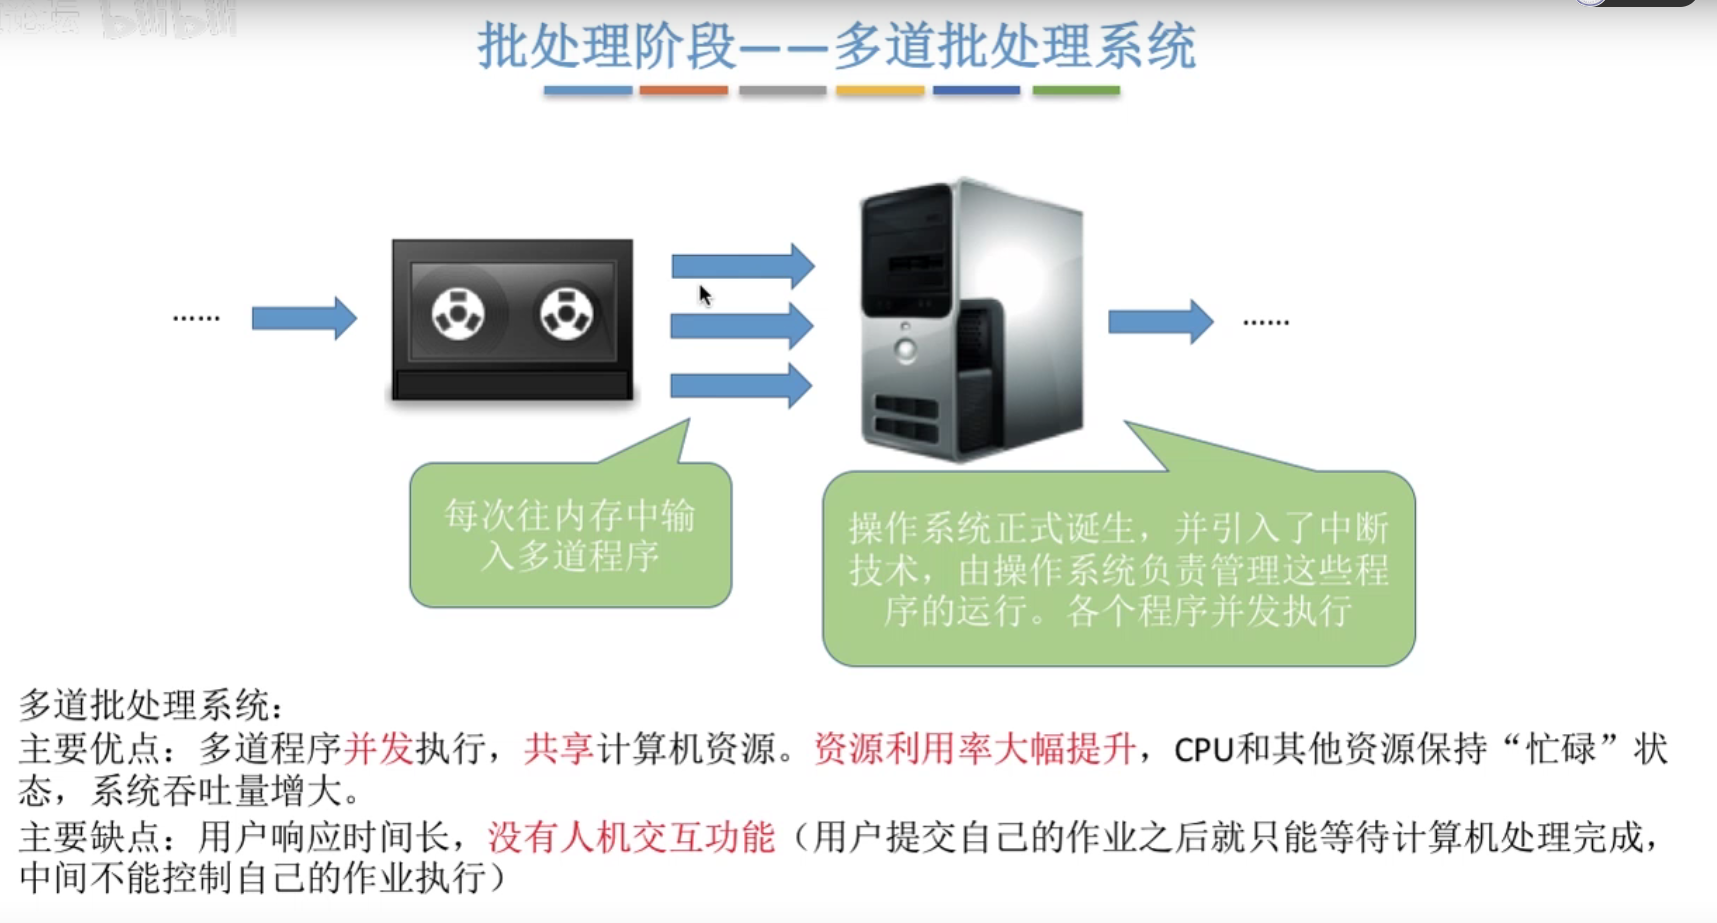 论坛 bilibili
批处理阶段——多道批处理系统
······
······
每次往内存中输
入多道程序
操作系统正式诞生，并引入了中断
技术，由操作系统负责管理这些程
序的运行。各个程序并发执行
多道批处理系统：
主要优点：多道程序并发执行，共享计算机资源。资源利用率大幅提升，CPU和其他资源保持“忙碌”状
态，系统吞吐量增大。
主要缺点：用户响应时间长，没有人机交互功能（用户提交自己的作业之后就只能等待计算机处理完成，
中间不能控制自己的作业执行）